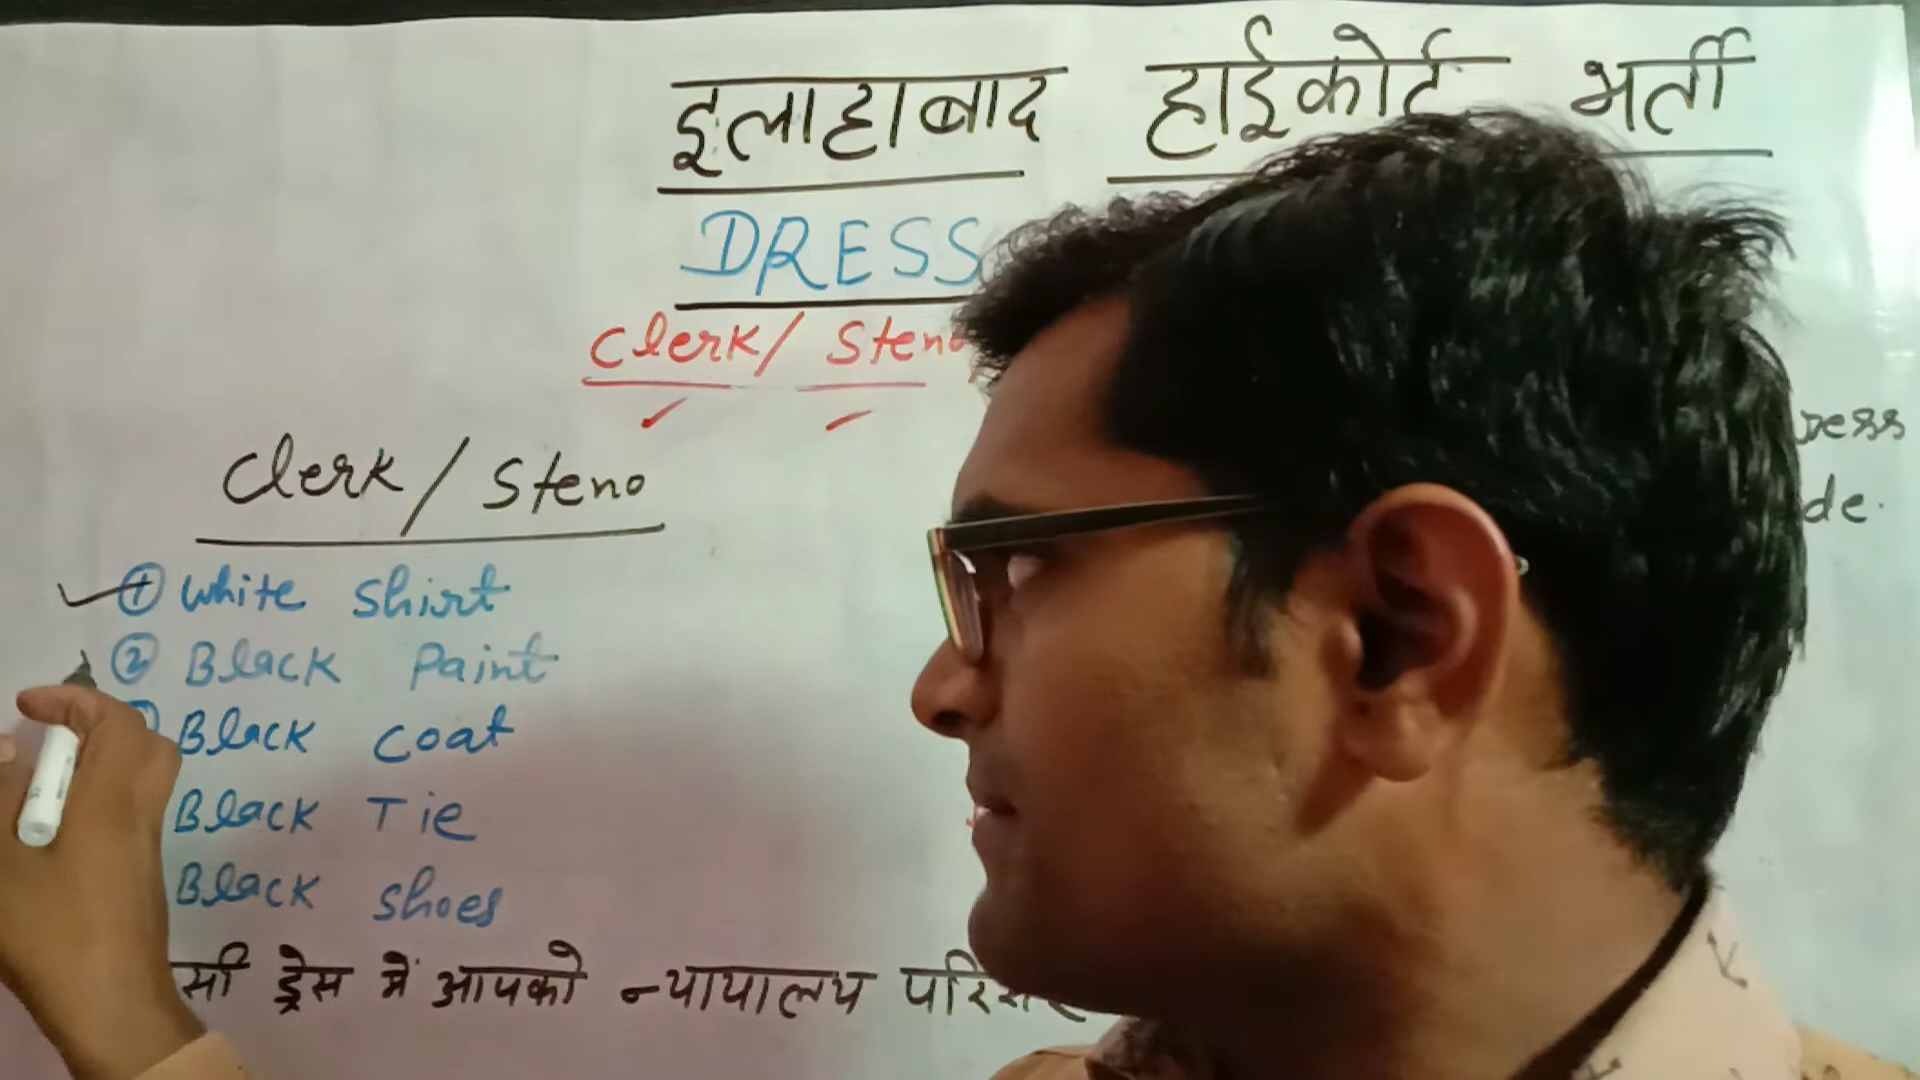 इलाहाबाद हाईकोर्ट भर्ती
DRESS
Clerk/ Steno
Clerk / Steno
① White Shirt
② Black Paint
Black Coat
Black Tie
Black Shoes
ड्रेस में आपको न्यायालय